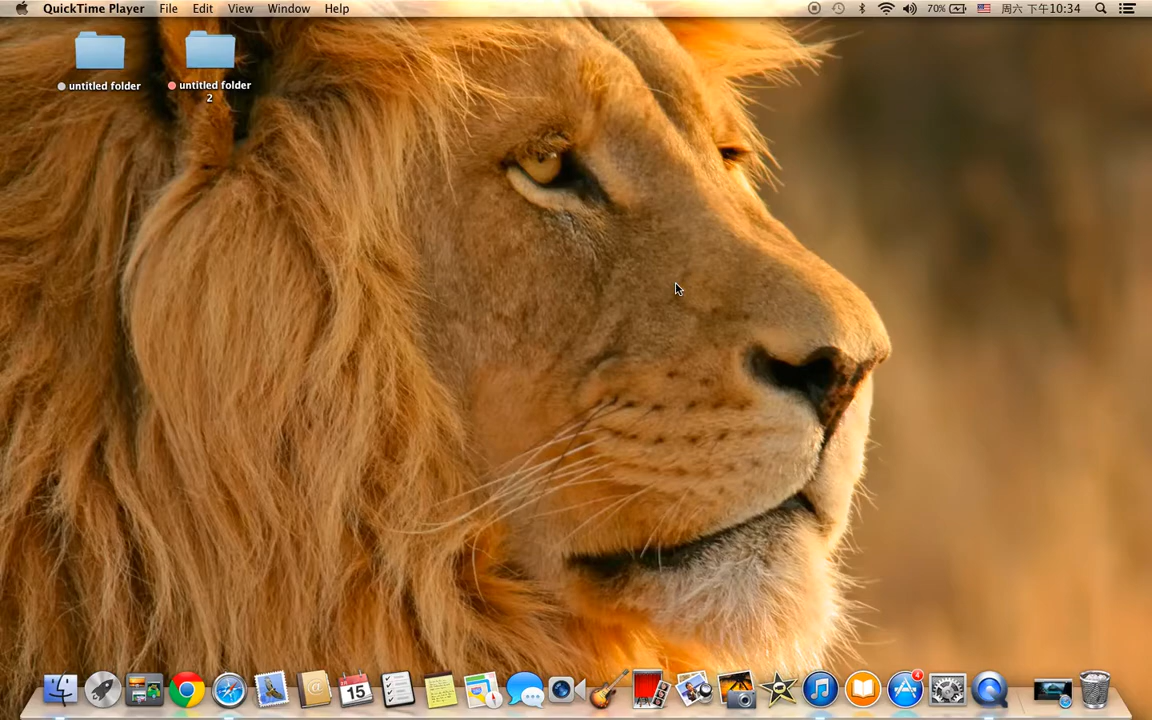 QuickTime Player File Edit View Window Help 70% 周六 下午10:34
untitled folder
untitled folder
2
15
4